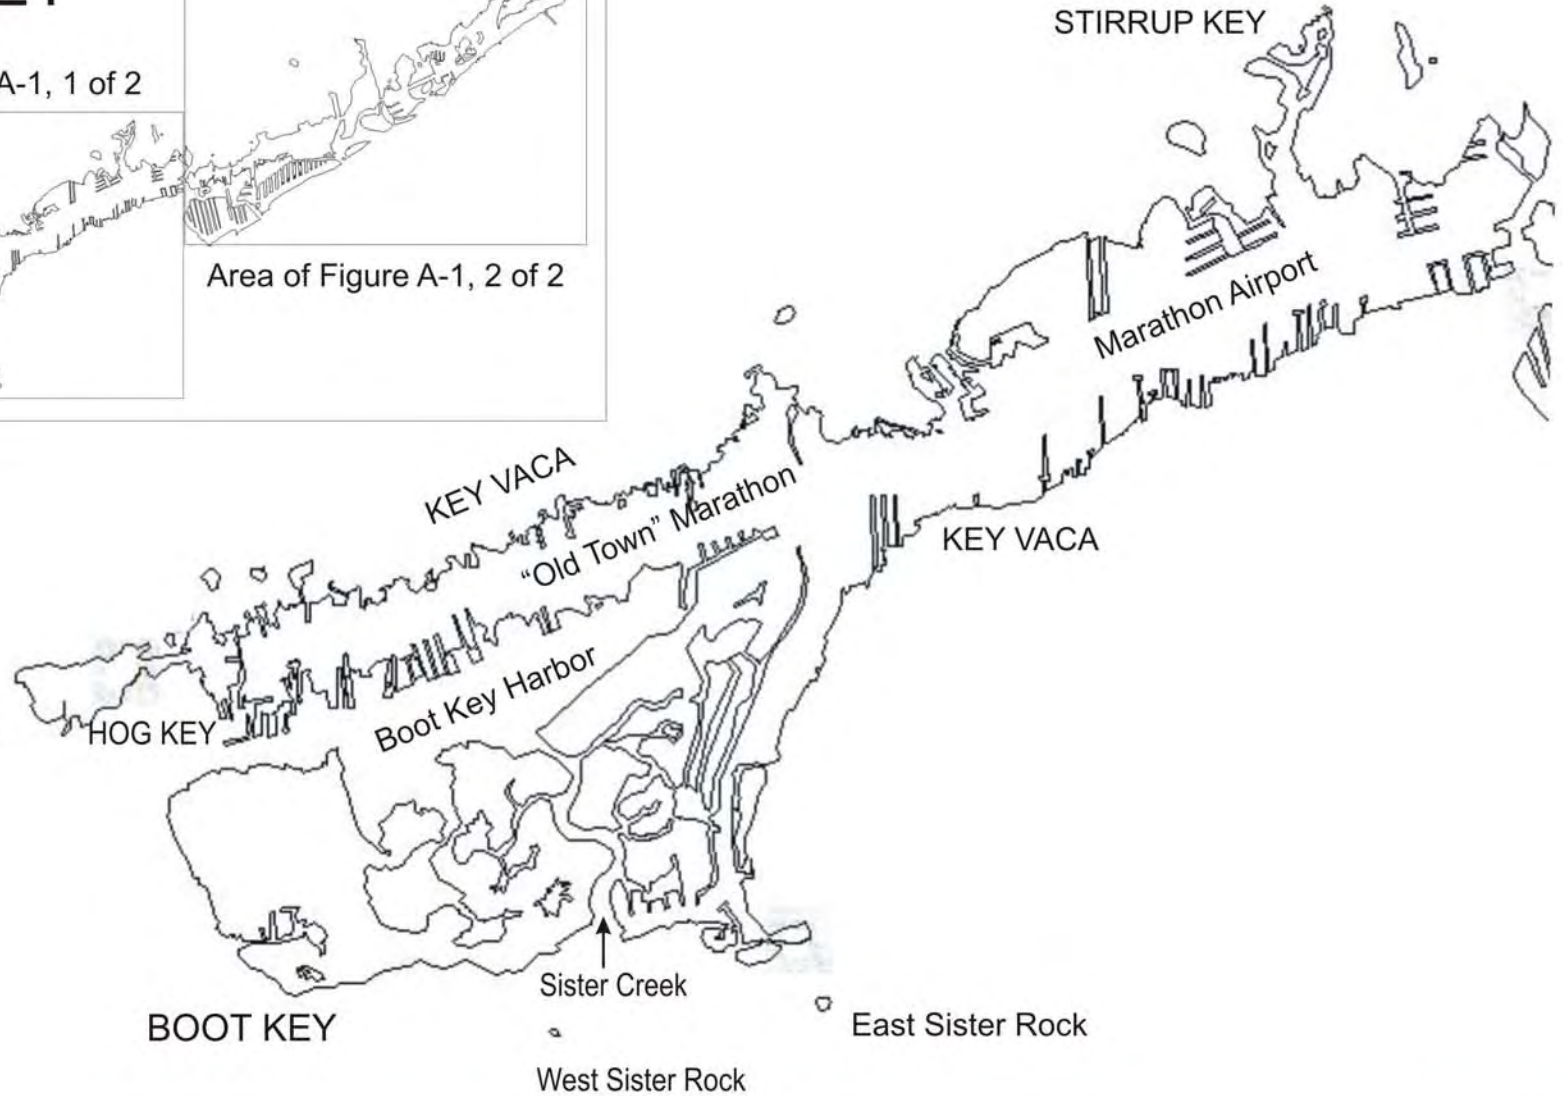 A-1, 1 of 2
Area of Figure A-1, 2 of 2
STIRRUP KEY
Marathon Airport
KEY VACA
"Old Town" Marathon
KEY VACA
Boot Key Harbor
HOG KEY
Sister Creek
BOOT KEY
East Sister Rock
West Sister Rock